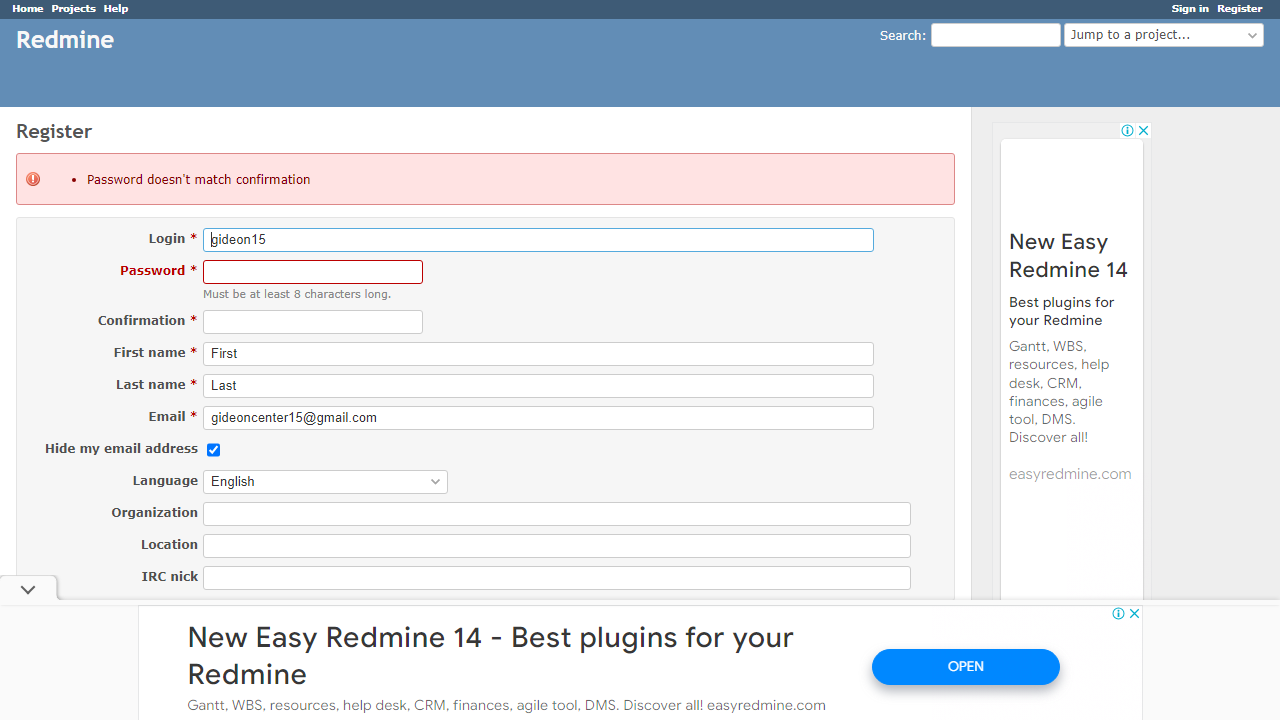 Home Projects Help Sign in Register
Redmine
Search: Jump to a project...
Register
Password doesn't match confirmation
Login * gideon15
Password *
Must be at least 8 characters long.
Confirmation *
First name * First
Last name * Last
Email * gideoncenter15@gmail.com
Hide my email address
Language English
Organization
Location
IRC nick
New Easy
Redmine 14
Best plugins for
your Redmine
Gantt, WBS,
resources, help
desk, CRM,
finances, agile
tool, DMS.
Discover all!
easyredmine.com
New Easy Redmine 14 - Best plugins for your
Redmine
Gantt, WBS, resources, help desk, CRM, finances, agile tool, DMS. Discover all! easyredmine.com
OPEN